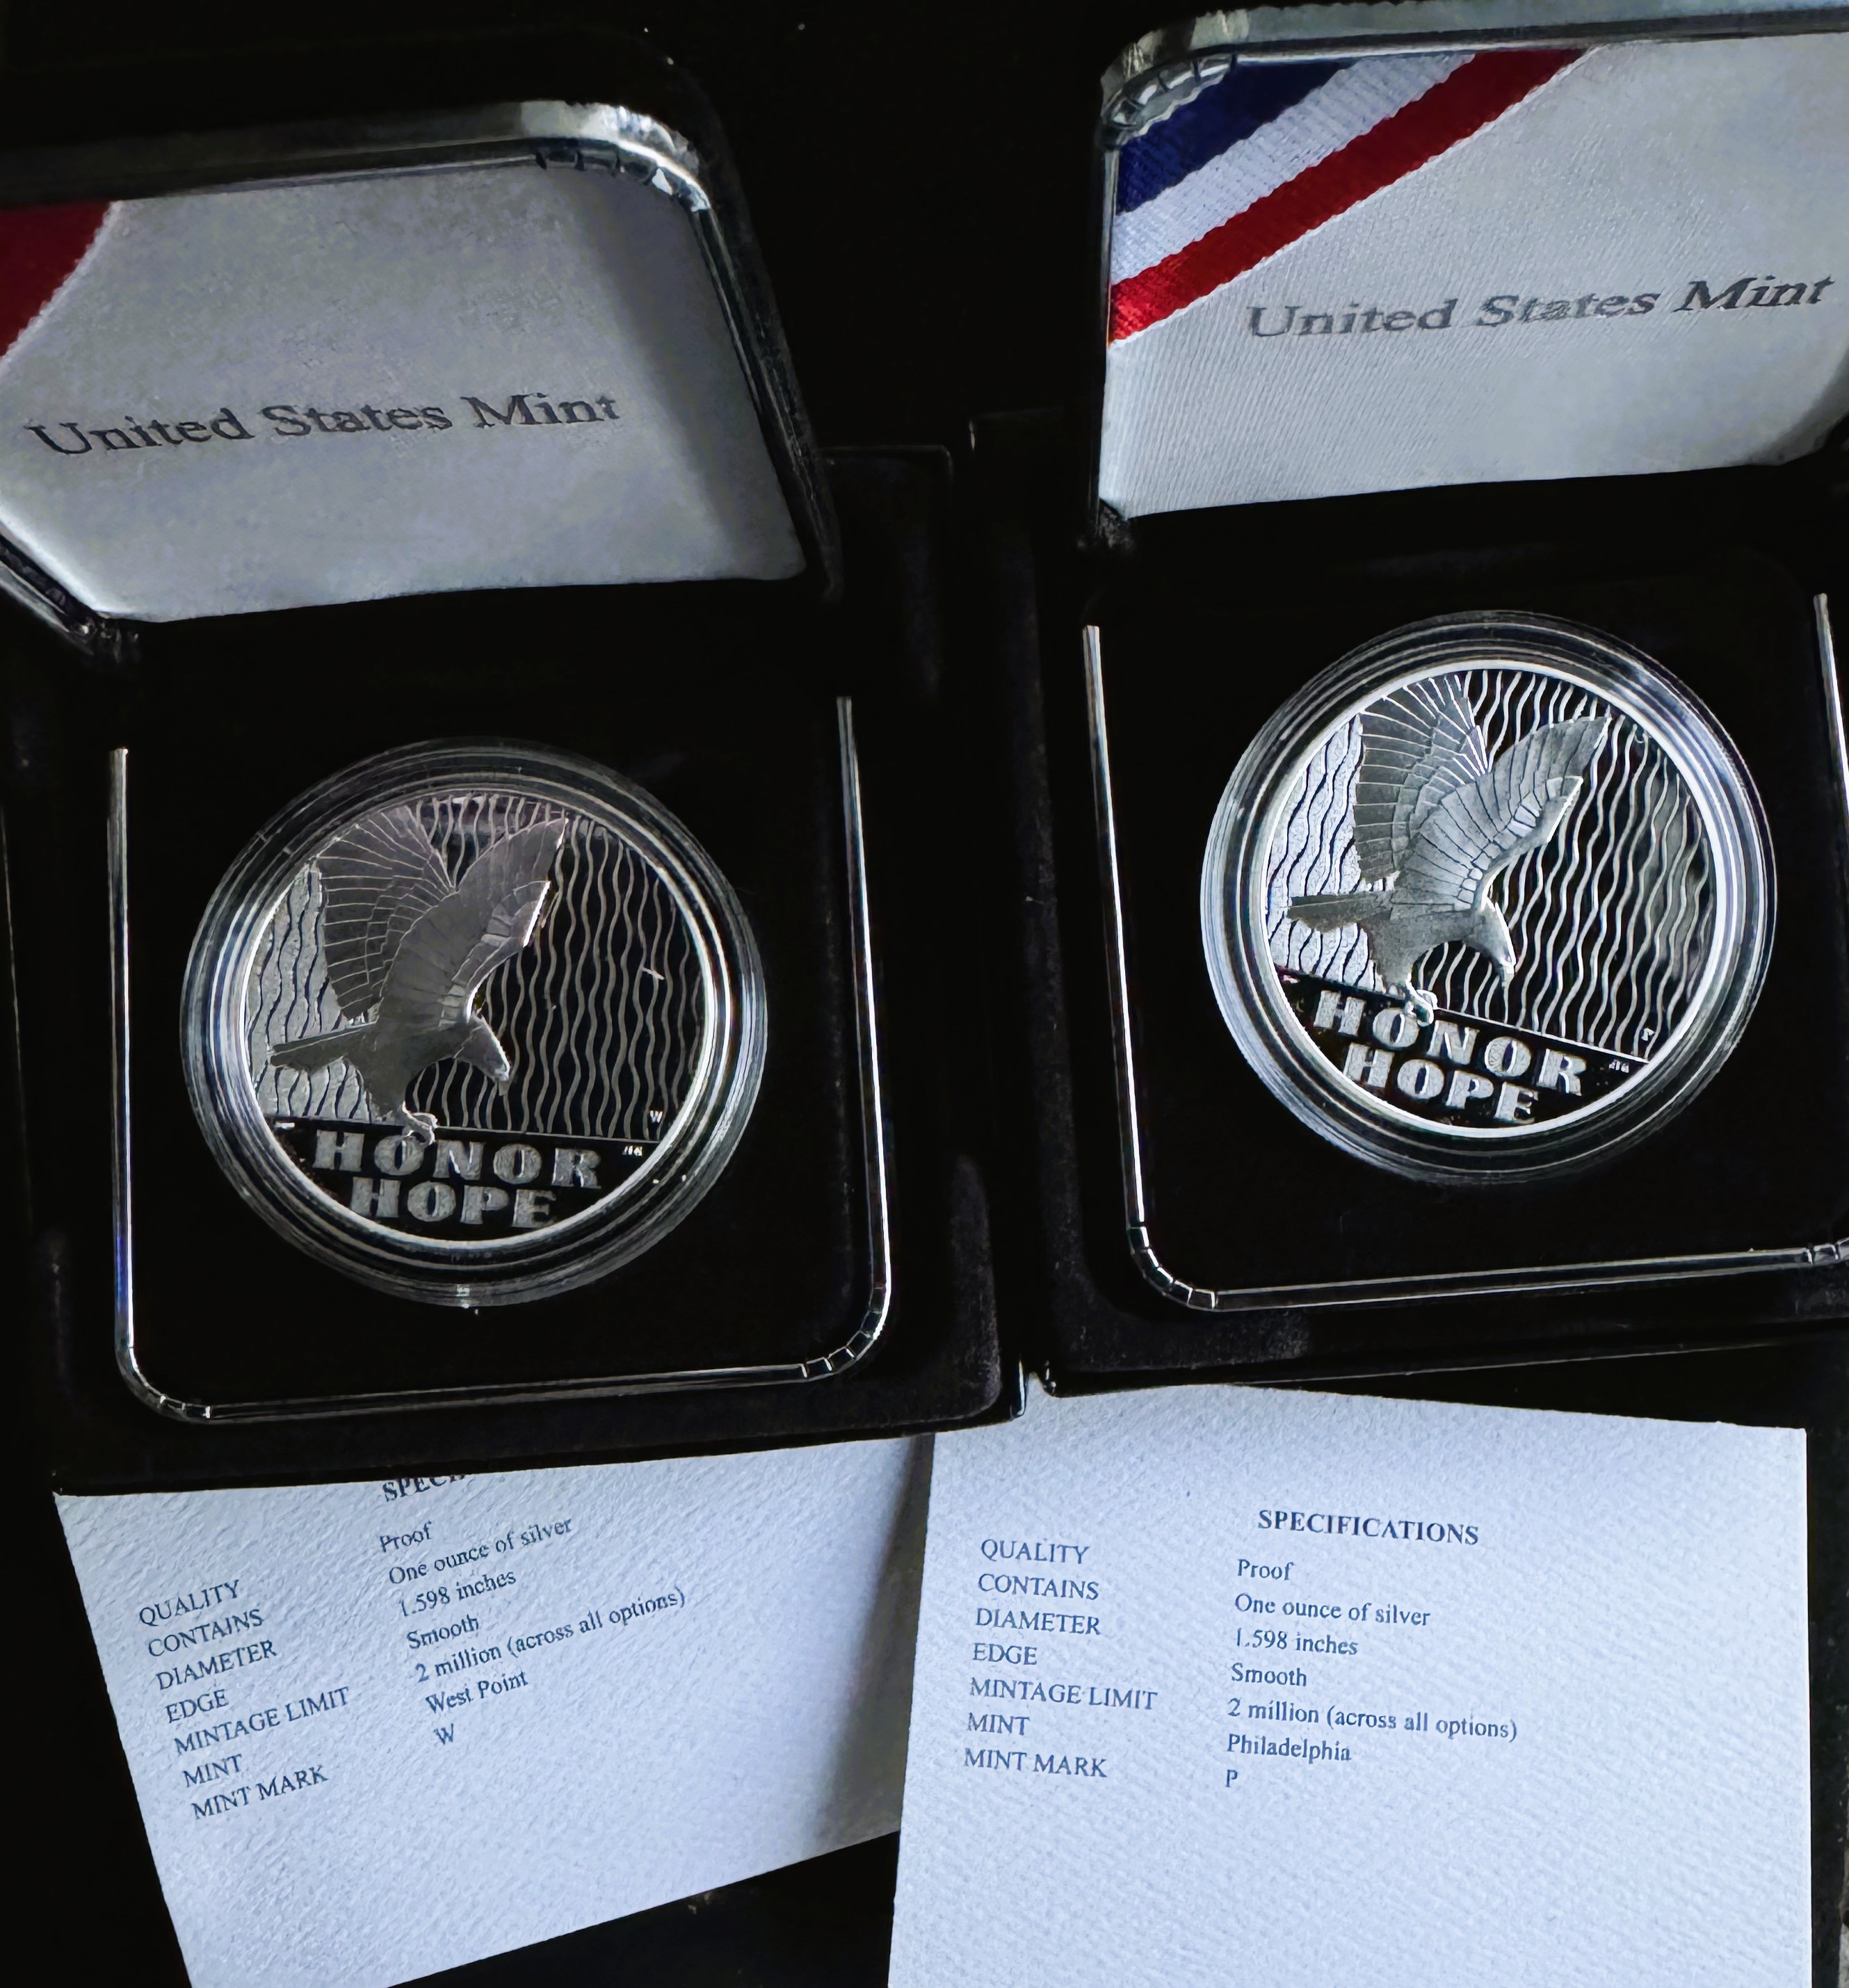 United States Mint
United States Mint
HONOR
HOPE
W
HONOR
HOPE
Proof
One ounce of silver
1.598 inches
Smooth
2 million (across all options)
West Point
W
QUALITY
CONTAINS
DIAMETER
EDGE
MINTAGE LIMIT
MINT
MINT MARK
SPECIFICATIONS
QUALITY
CONTAINS
DIAMETER
EDGE
MINTAGE LIMIT
MINT
MINT MARK
Proof
One ounce of silver
1.598 inches
Smooth
2 million (across all options)
Philadelphia
P